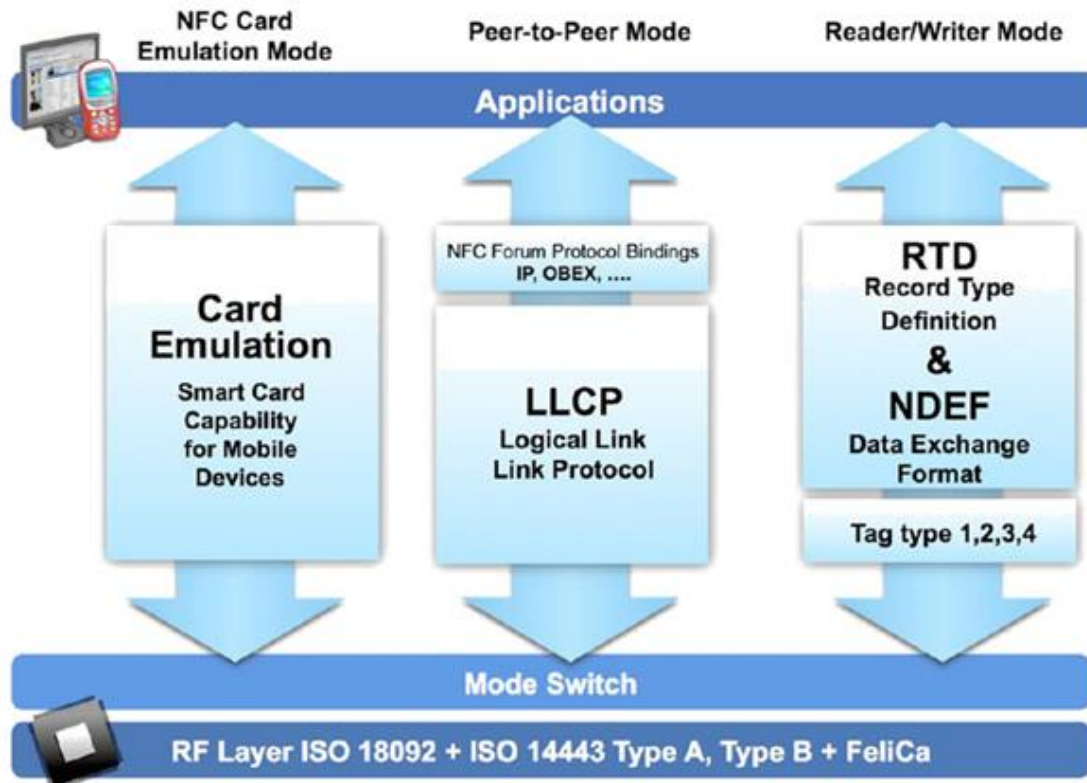 NFC Card
Emulation Mode
Peer-to-Peer Mode
Reader/Writer Mode
Applications
Card
Emulation
Smart Card
Capability
for Mobile
Devices
NFC Forum Protocol Bindings
IP, OBEX, ....
LLCP
Logical Link
Link Protocol
RTD
Record Type
Definition
&
NDEF
Data Exchange
Format
Tag type 1,2,3,4
Mode Switch
RF Layer ISO 18092 + ISO 14443 Type A, Type B + FeliCa